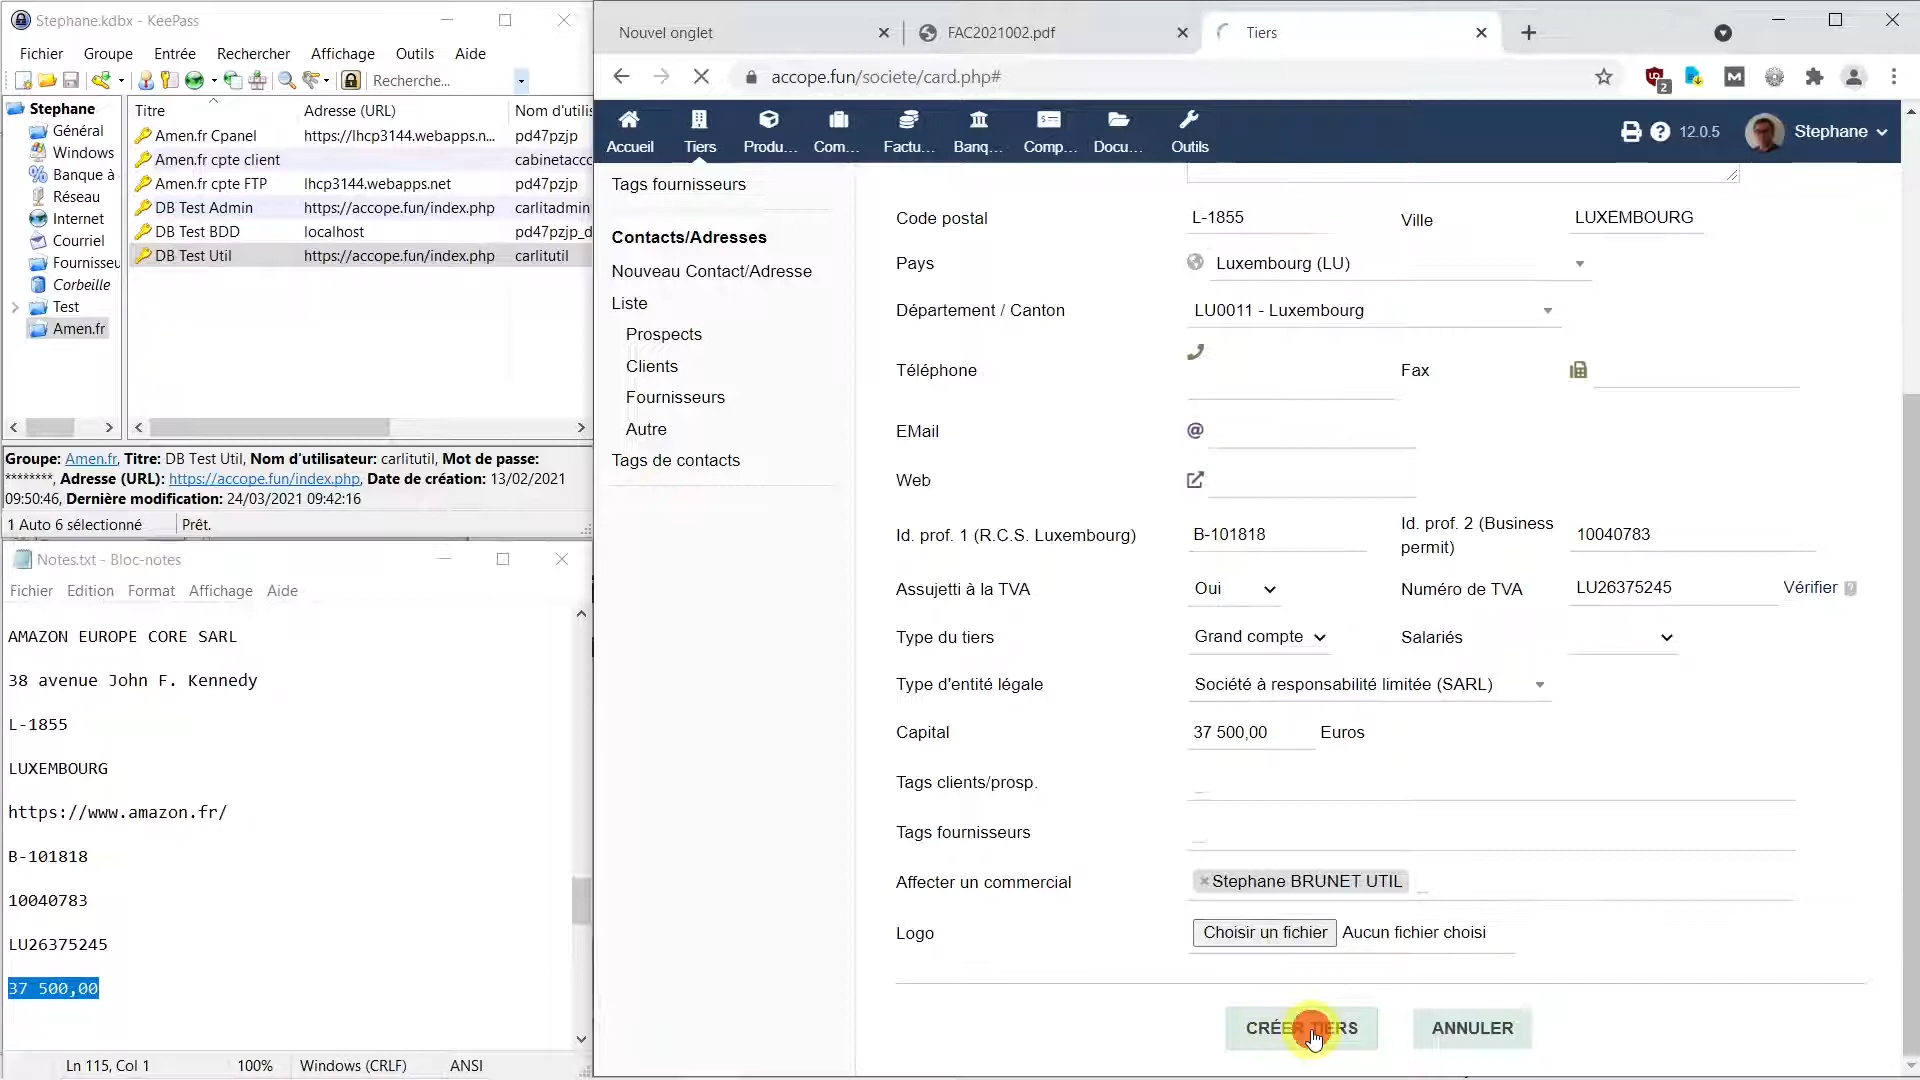 Stephane.kdbx - KeePass
Fichier Groupe Entrée Rechercher Affichage Outils Aide
Recherche...
Stephane
Général
Windows
Banque à
Réseau
Internet
Courriel
Fournisseu
Corbeille
Test
Amen.fr
Titre Adresse (URL) Nom d'utilis
Amen.fr Cpanel https://lhcp3144.webapps.n... pd47pzjp
Amen.fr cpte client cabinetacco
Amen.fr cpte FTP lhcp3144.webapps.net pd47pzjp
DB Test Admin https://accope.fun/index.php carlitadmin
DB Test BDD localhost pd47pzjp_d
DB Test Util https://accope.fun/index.php carlitutil
Groupe: Amen.fr, Titre: DB Test Util, Nom d'utilisateur: carlitutil, Mot de passe:
********, Adresse (URL): https://accope.fun/index.php, Date de création: 13/02/2021
09:50:46, Dernière modification: 24/03/2021 09:42:16
1 Auto 6 sélectionné Prêt.
Notes.txt - Bloc-notes
Fichier Edition Format Affichage Aide
AMAZON EUROPE CORE SARL
38 avenue John F. Kennedy
L-1855
LUXEMBOURG
https://www.amazon.fr/
B-101818
10040783
LU26375245
37 500,00
Ln 115, Col 1 100% Windows (CRLF) ANSI
Nouvel onglet FAC2021002.pdf Tiers
accope.fun/societe/card.php#
2
Accueil Tiers Produ... Com... Factu... Banq... Comp... Docu... Outils
12.0.5 Stephane
Tags fournisseurs
Contacts/Adresses
Nouveau Contact/Adresse
Liste
Prospects
Clients
Fournisseurs
Autre
Tags de contacts
Code postal L-1855 Ville LUXEMBOURG
Pays Luxembourg (LU)
Département / Canton LU0011 - Luxembourg
Téléphone Fax
EMail @
Web
Id. prof. 1 (R.C.S. Luxembourg) B-101818 Id. prof. 2 (Business permit) 10040783
Assujetti à la TVA Oui Numéro de TVA LU26375245 Vérifier
Type du tiers Grand compte Salariés
Type d'entité légale Société à responsabilité limitée (SARL)
Capital 37 500,00 Euros
Tags clients/prosp.
Tags fournisseurs
Affecter un commercial ×Stephane BRUNET UTIL
Logo Choisir un fichier Aucun fichier choisi
CRÉER TIERS ANNULER